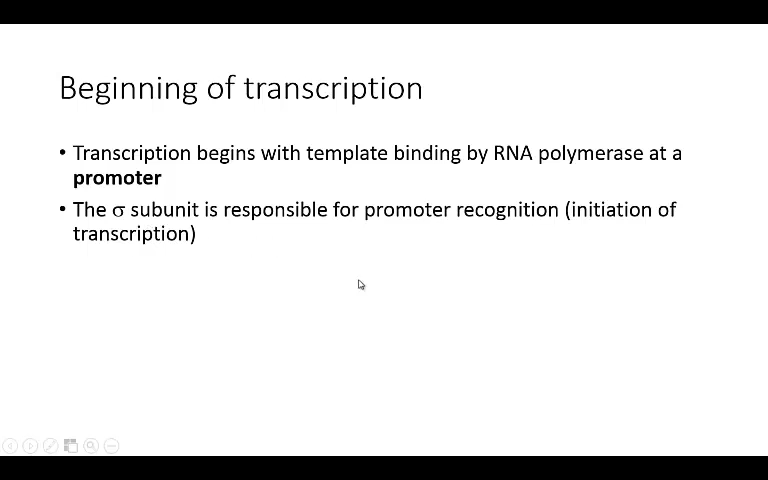 Beginning of transcription
• Transcription begins with template binding by RNA polymerase at a
promoter
• The σ subunit is responsible for promoter recognition (initiation of
transcription)